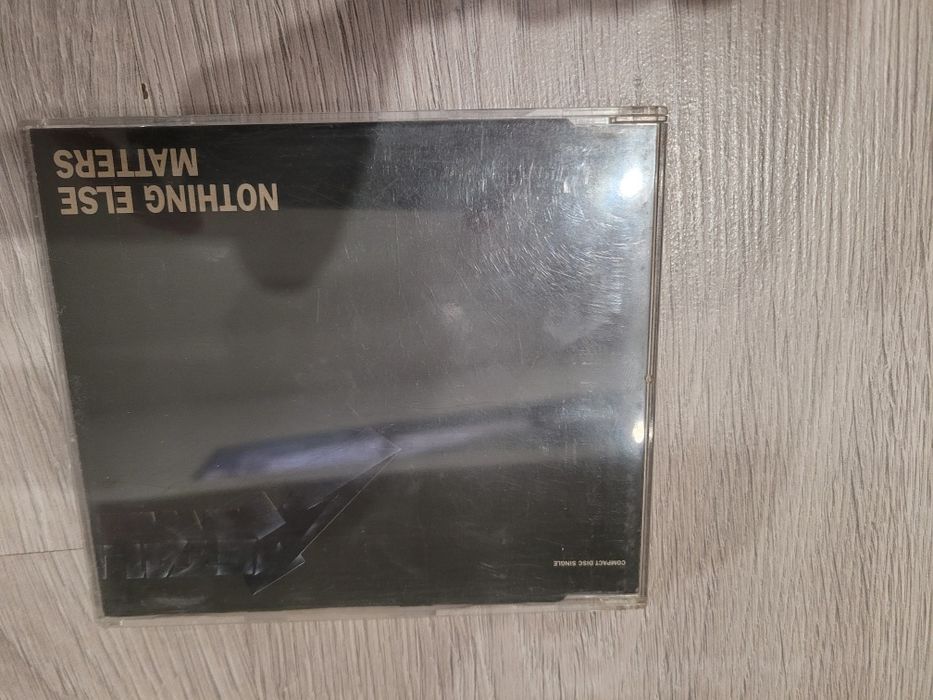 COMPACT DISC SINGLE
NOTHING ELSE
MATTERS